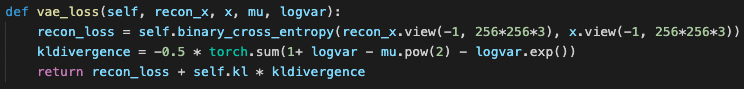 def vae_loss(self, recon_x, x, mu, logvar):
    recon_loss = self.binary_cross_entropy(recon_x.view(-1, 256*256*3), x.view(-1, 256*256*3))
    kldivergence = -0.5 * torch.sum(1+ logvar - mu.pow(2) - logvar.exp())
    return recon_loss + self.kl * kldivergence